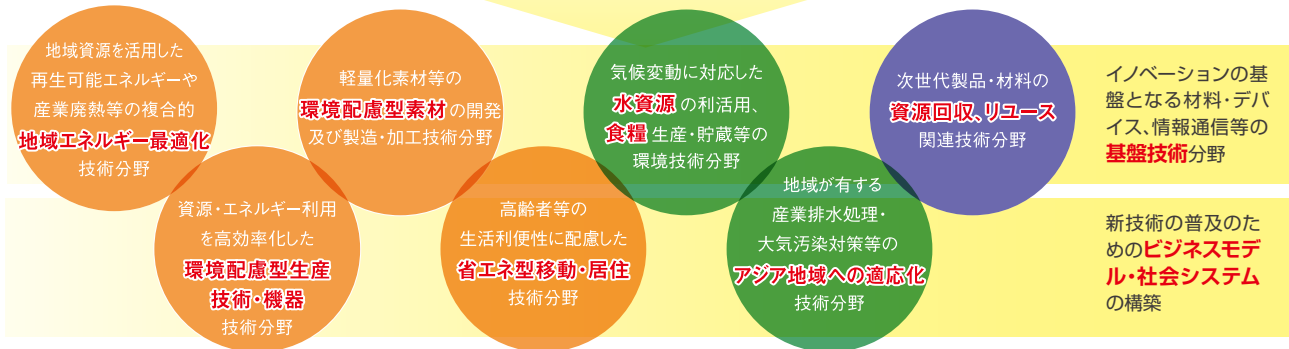 地域資源を活用した
再生可能エネルギーや
産業廃熱等の複合的
地域エネルギー最適化
技術分野
軽量化素材等の
環境配慮型素材の開発
及び製造・加工技術分野
気候変動に対応した
水資源の利活用、
食糧生産・貯蔵等の
環境技術分野
次世代製品・材料の
資源回収、リユース
関連技術分野
イノベーションの基
盤となる材料・デバ
イス、情報通信等の
基盤技術分野
資源・エネルギー利用
を高効率化した
環境配慮型生産
技術・機器
技術分野
高齢者等の
生活利便性に配慮した
省エネ型移動・居住
技術分野
地域が有する
産業排水処理・
大気汚染対策等の
アジア地域への適応化
技術分野
新技術の普及のた
めのビジネスモデ
ル・社会システム
の構築